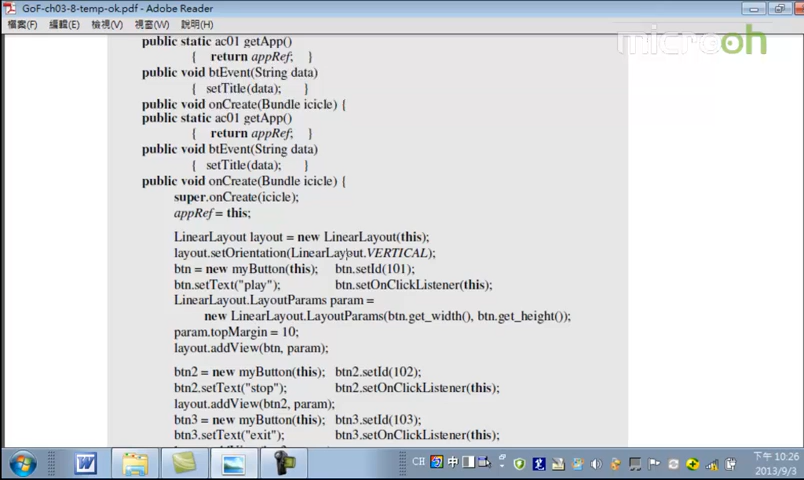 GoF-ch03-8-temp-ok.pdf - Adobe Reader
檔案(F) 編輯(E) 檢視(V) 視窗(W) 說明(H)
microoh
public static ac01 getApp()
{ return appRef; }
public void btEvent(String data)
{ setTitle(data); }
public void onCreate(Bundle icicle) {
public static ac01 getApp()
{ return appRef; }
public void btEvent(String data)
{ setTitle(data); }
public void onCreate(Bundle icicle) {
super.onCreate(icicle);
appRef = this;
LinearLayout layout = new LinearLayout(this);
layout.setOrientation(LinearLayout.VERTICAL);
btn = new myButton(this); btn.setId(101);
btn.setText("play"); btn.setOnClickListener(this);
LinearLayout.LayoutParams param =
new LinearLayout.LayoutParams(btn.get_width(), btn.get_height());
param.topMargin = 10;
layout.addView(btn, param);
btn2 = new myButton(this); btn2.setId(102);
btn2.setText("stop"); btn2.setOnClickListener(this);
layout.addView(btn2, param);
btn3 = new myButton(this); btn3.setId(103);
btn3.setText("exit"); btn3.setOnClickListener(this);
CH 中 下午 10:26
2013/9/3